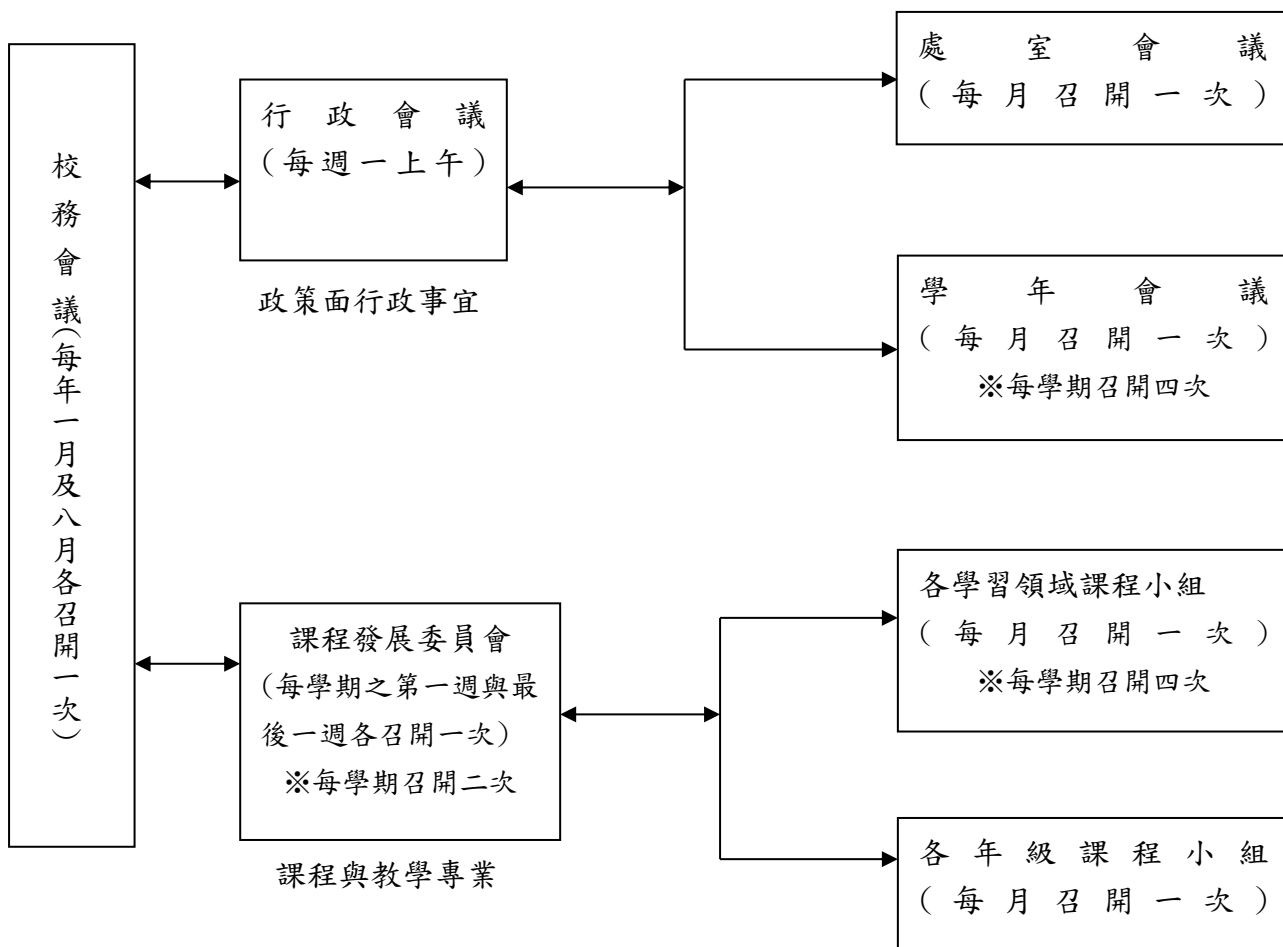 校務會議(每年一月及八月各召開一次)
行政會議
(每週一上午)
政策面行政事宜
處室會議
(每月召開一次)
學年會議
(每月召開一次)
※每學期召開四次
課程發展委員會
(每學期之第一週與最
後一週各召開一次)
※每學期召開二次
課程與教學專業
各學習領域課程小組
(每月召開一次)
※每學期召開四次
各年級課程小組
(每月召開一次)